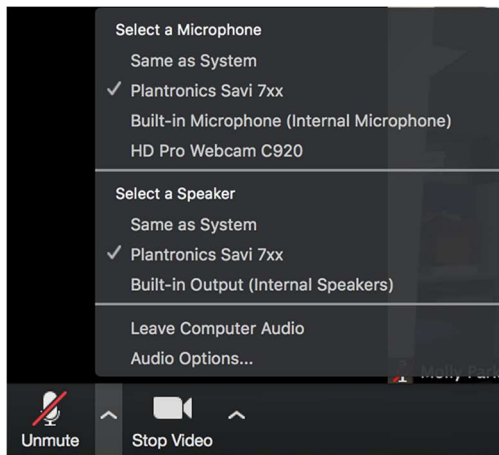 Select a Microphone
Same as System
Plantronics Savi 7xx
Built-in Microphone (Internal Microphone)
HD Pro Webcam C920
Select a Speaker
Same as System
Plantronics Savi 7xx
Built-in Output (Internal Speakers)
Leave Computer Audio
Audio Options...
Molly Park
Unmute
Stop Video